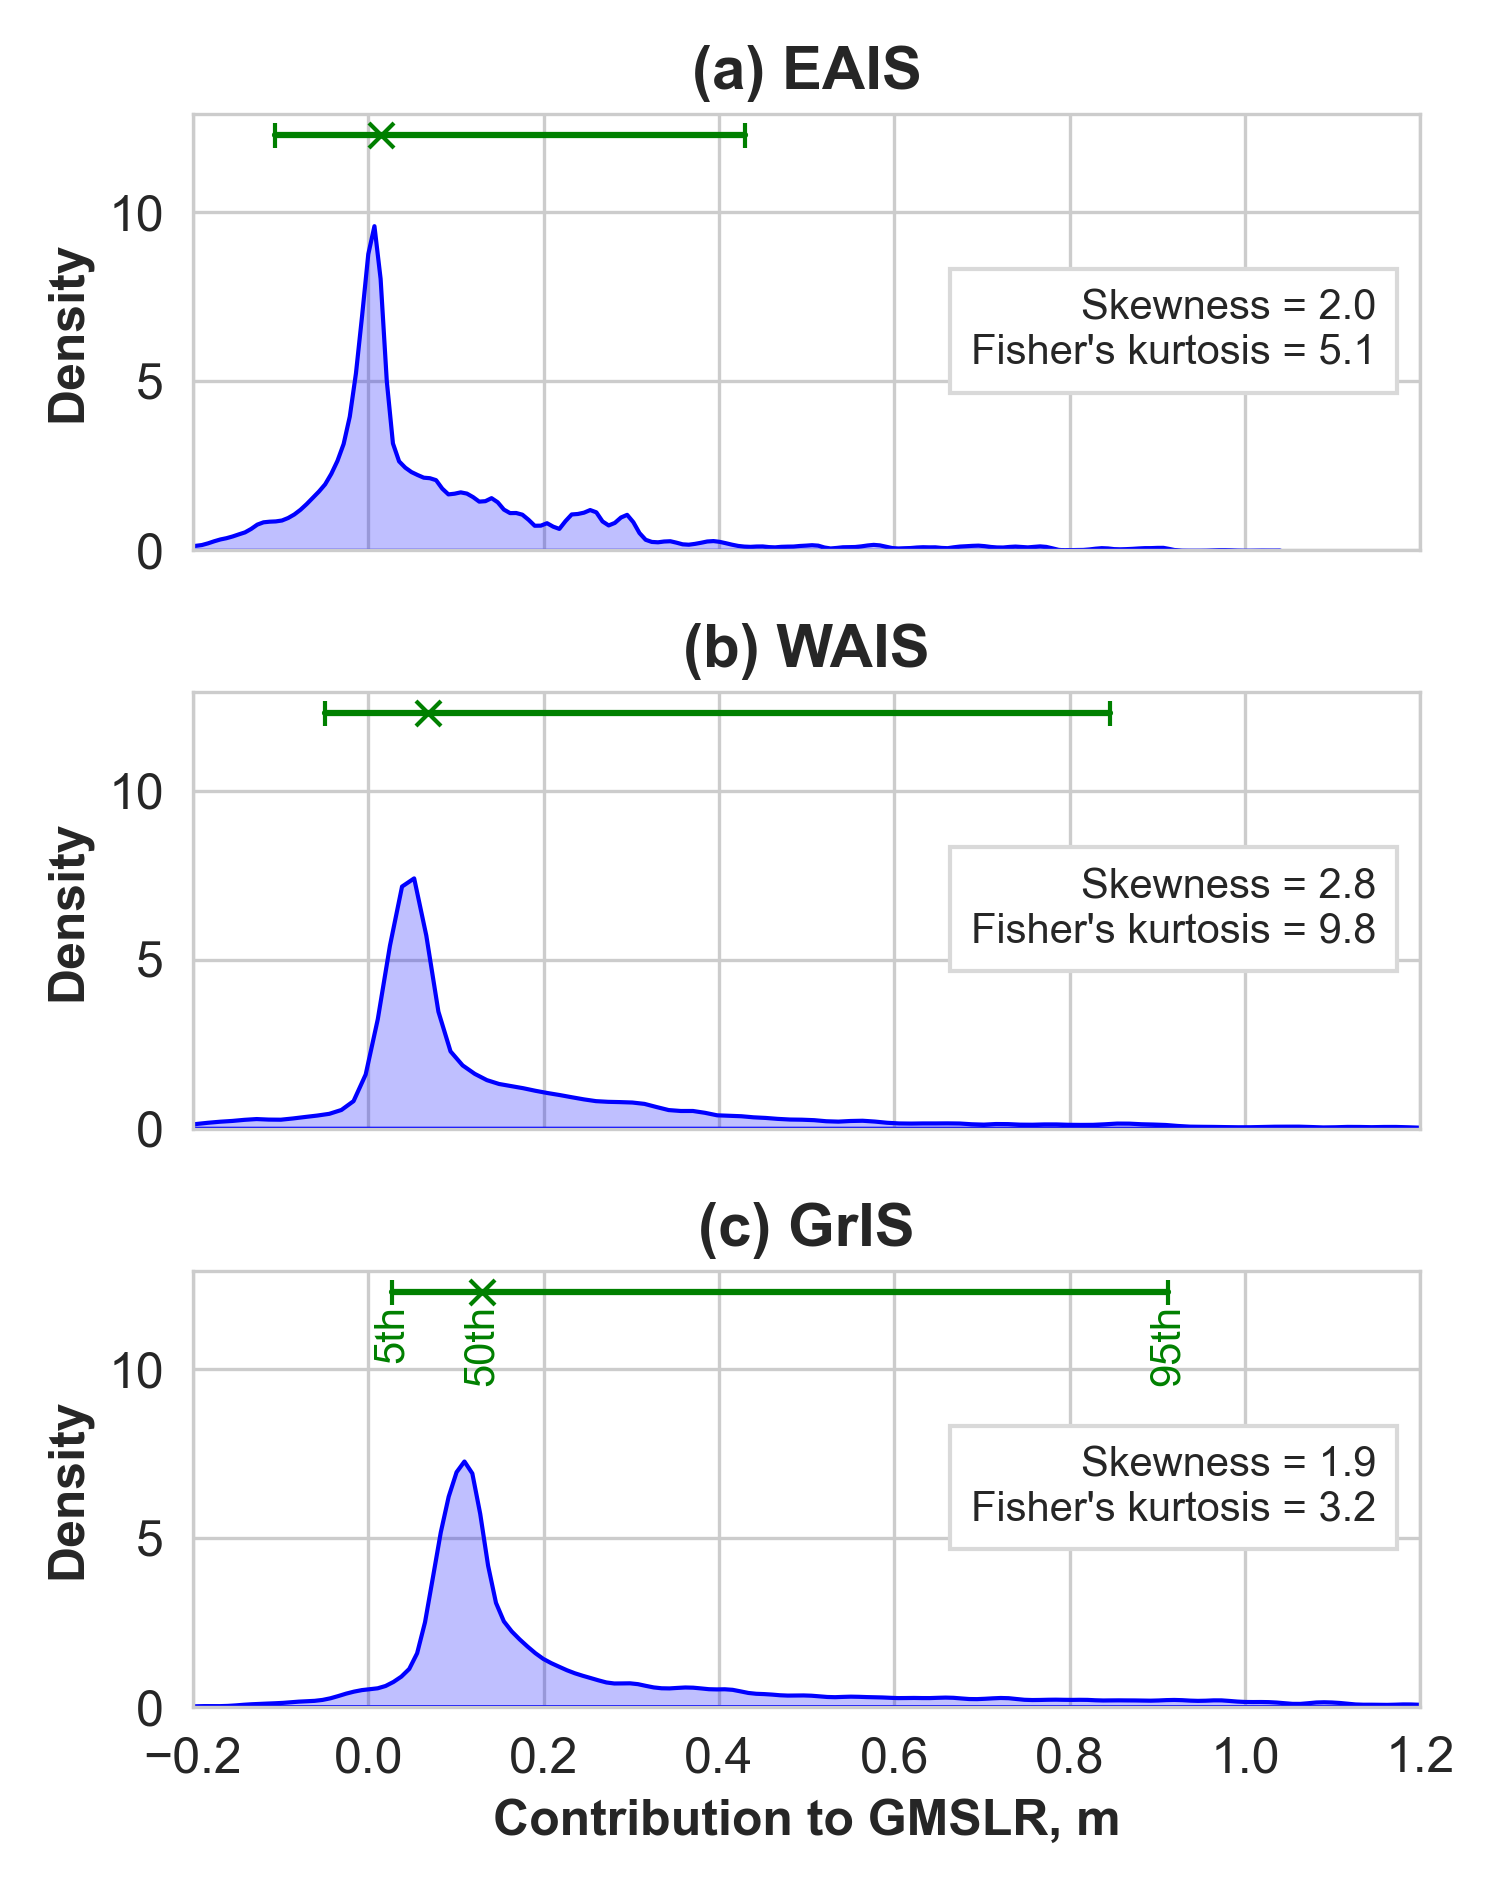 (a) EAIS
10
5
0
Density
Skewness = 2.0
Fisher's kurtosis = 5.1
(b) WAIS
10
5
0
Density
Skewness = 2.8
Fisher's kurtosis = 9.8
(c) GrIS
5th
50th
95th
10
5
0
Density
Skewness = 1.9
Fisher's kurtosis = 3.2
−0.2 0.0 0.2 0.4 0.6 0.8 1.0 1.2
Contribution to GMSLR, m